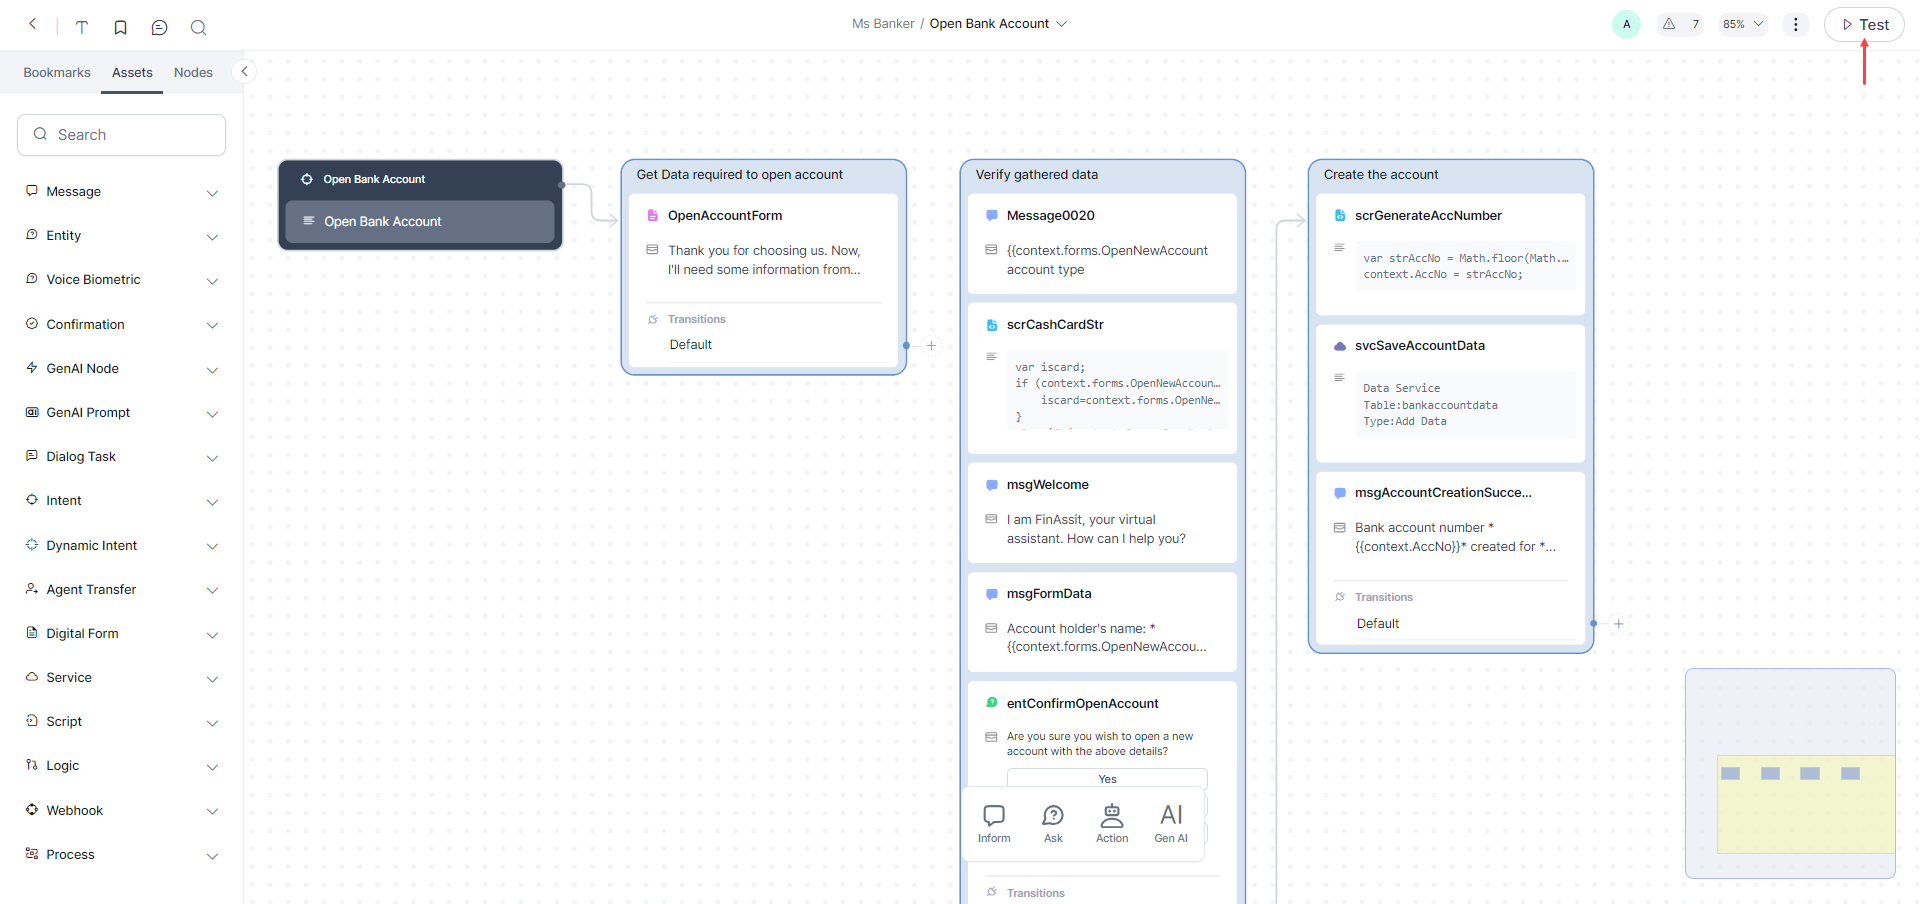 Ms Banker / Open Bank Account
A
7
85%
Test
Bookmarks
Assets
Nodes
Search
Message
Entity
Voice Biometric
Confirmation
GenAI Node
GenAI Prompt
Dialog Task
Intent
Dynamic Intent
Agent Transfer
Digital Form
Service
Script
Logic
Webhook
Process
Open Bank Account
Open Bank Account
Get Data required to open account
OpenAccountForm
Thank you for choosing us. Now,
I'll need some information from...
Transitions
Default
Verify gathered data
Message0020
{{context.forms.OpenNewAccount
account type
scrCashCardStr
var iscard;
if (context.forms.OpenNewAccoun...
iscard=context.forms.OpenNe...
}
msgWelcome
I am FinAssit, your virtual
assistant. How can I help you?
msgFormData
Account holder's name: *
{{context.forms.OpenNewAccou...
entConfirmOpenAccount
Are you sure you wish to open a new
account with the above details?
Yes
Inform
Ask
Action
AI
Gen AI
Transitions
Create the account
scrGenerateAccNumber
var strAccNo = Math.floor(Math....
context.AccNo = strAccNo;
svcSaveAccountData
Data Service
Table:bankaccountdata
Type:Add Data
msgAccountCreationSucce...
Bank account number *
{{context.AccNo}}* created for *...
Transitions
Default